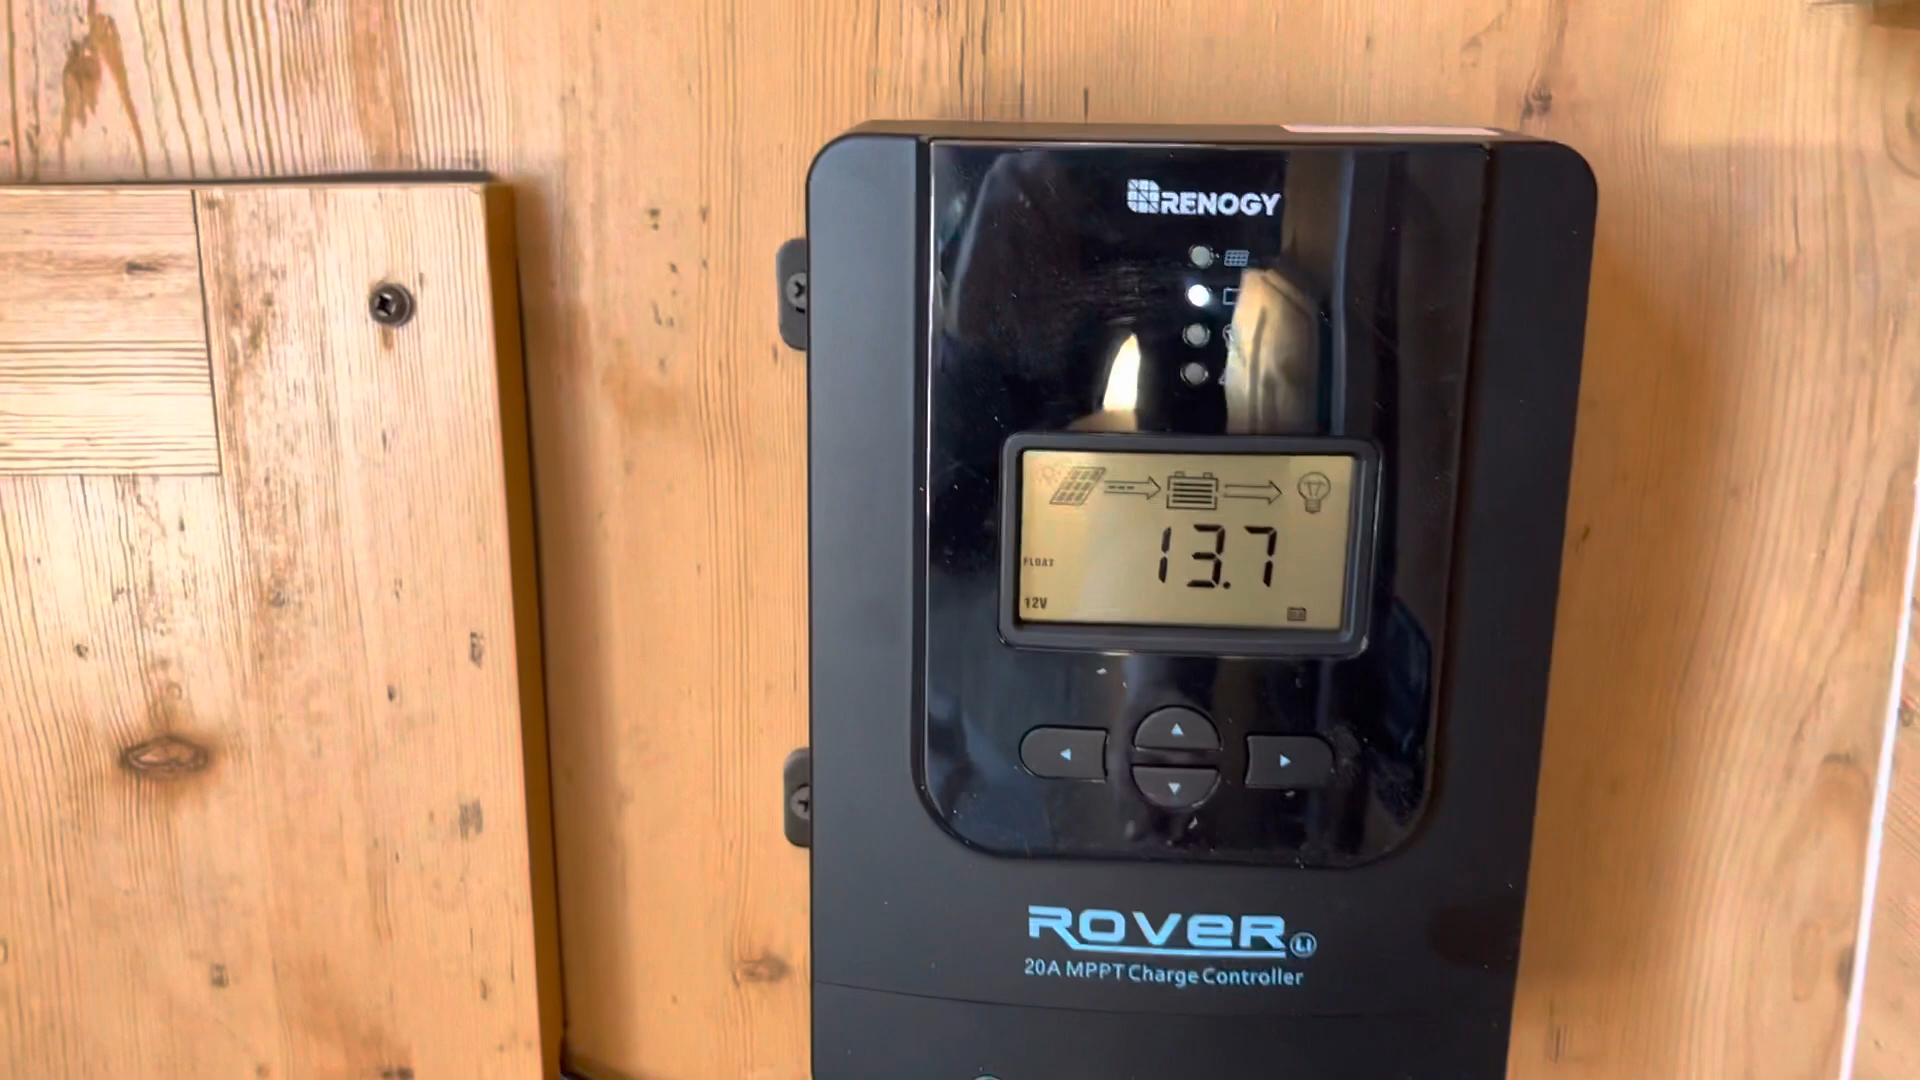 RENOGY
13.7
FLOAT
12V
ROVER LI
20A MPPT Charge Controller